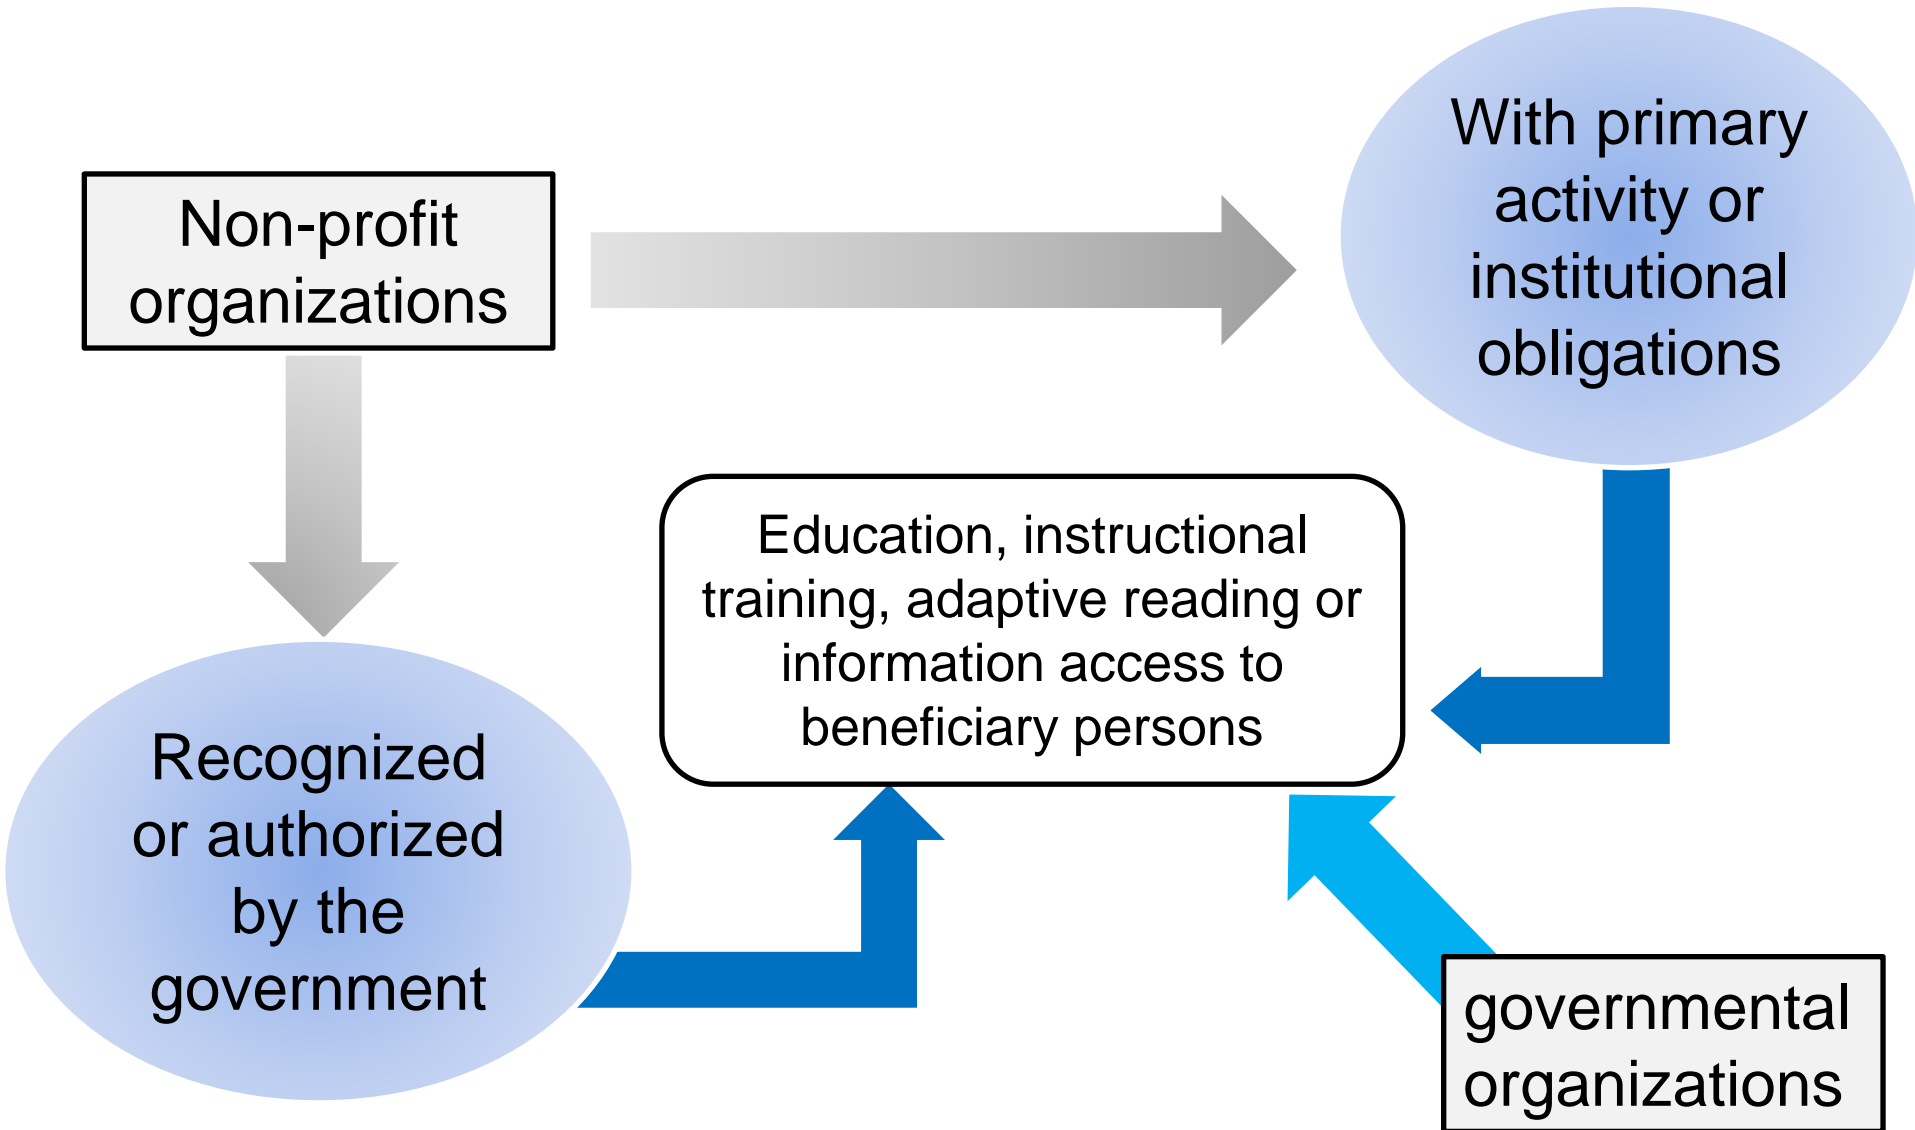 Non-profit
organizations
With primary
activity or
institutional
obligations
Education, instructional
training, adaptive reading or
information access to
beneficiary persons
Recognized
or authorized
by the
government
governmental
organizations